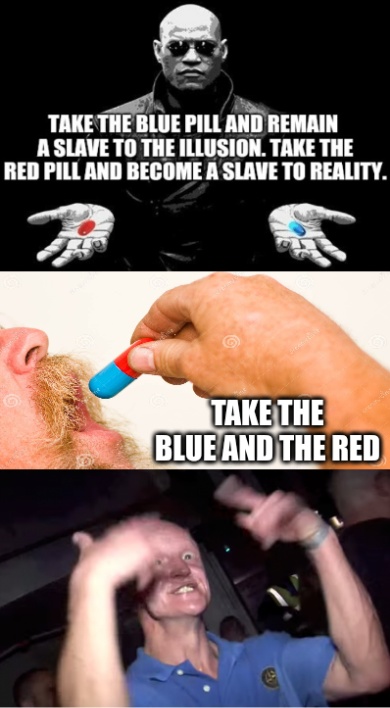 TAKE THE BLUE PILL AND REMAIN
A SLAVE TO THE ILLUSION. TAKE THE
RED PILL AND BECOME A SLAVE TO REALITY.
TAKE THE
BLUE AND THE RED